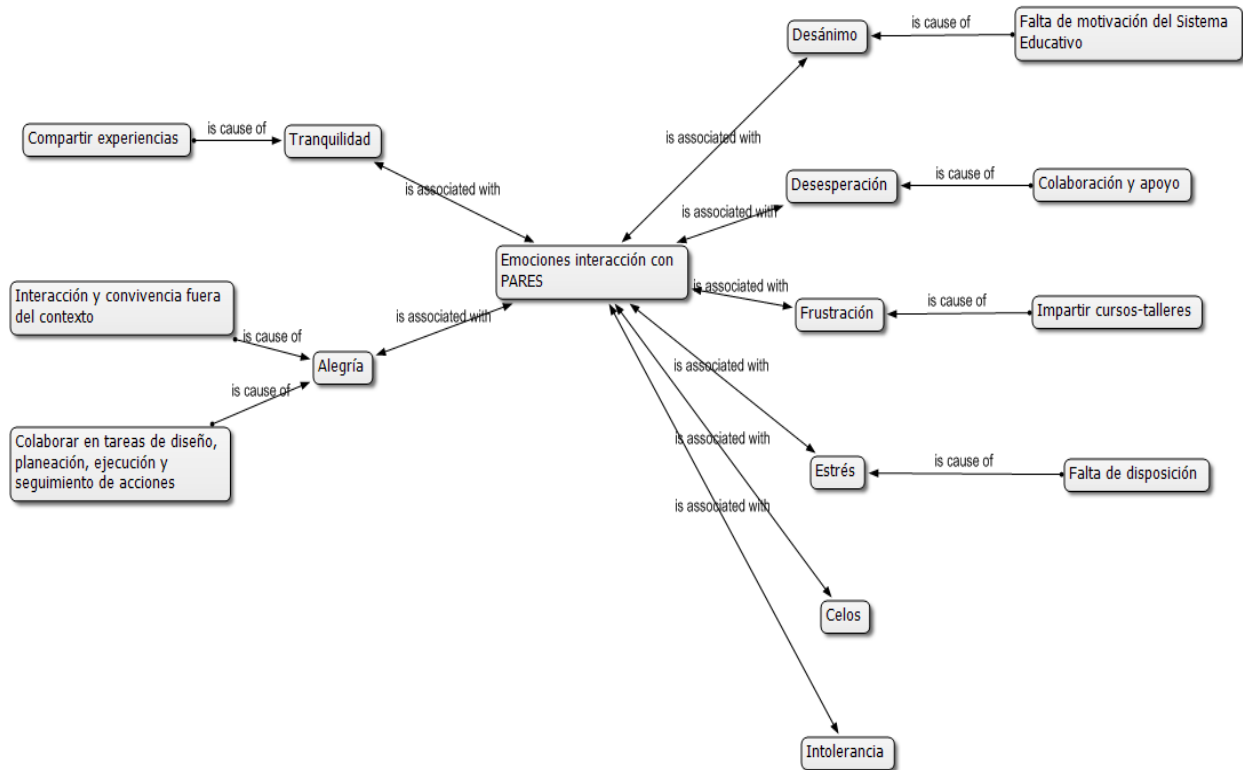 Desánimo
is cause of
Falta de motivación del Sistema
Educativo
Compartir experiencias
is cause of
Tranquilidad
is associated with
is associated with
Desesperación
is cause of
Colaboración y apoyo
is associated with
Emociones interacción con
PARES
is associated with
Interacción y convivencia fuera
del contexto
is associated with
Frustración
is cause of
Impartir cursos-talleres
is cause of
Alegría
is associated with
is cause of
Colaborar en tareas de diseño,
planeación, ejecución y
seguimiento de acciones
is associated with
Estrés
is cause of
Falta de disposición
is associated with
Celos
Intolerancia